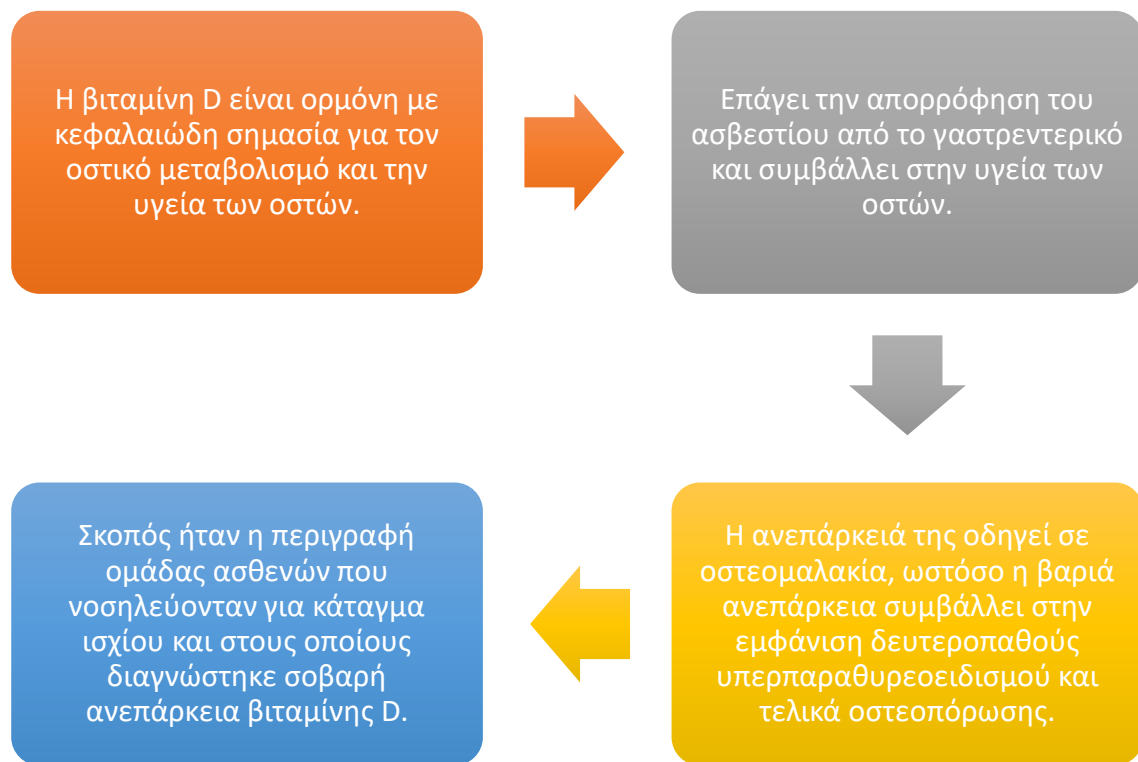 Η βιταμίνη D είναι ορμόνη με
κεφαλαιώδη σημασία για τον
οστικό μεταβολισμό και την
υγεία των οστών.
Επάγει την απορρόφηση του
ασβεστίου από το γαστρεντερικό
και συμβάλλει στην υγεία των
οστών.
Η ανεπάρκειά της οδηγεί σε
οστεομαλακία, ωστόσο η βαριά
ανεπάρκεια συμβάλλει στην
εμφάνιση δευτεροπαθούς
υπερπαραθυρεοειδισμού και
τελικά οστεοπόρωσης.
Σκοπός ήταν η περιγραφή
ομάδας ασθενών που
νοσηλεύονταν για κάταγμα
ισχίου και στους οποίους
διαγνώστηκε σοβαρή
ανεπάρκεια βιταμίνης D.